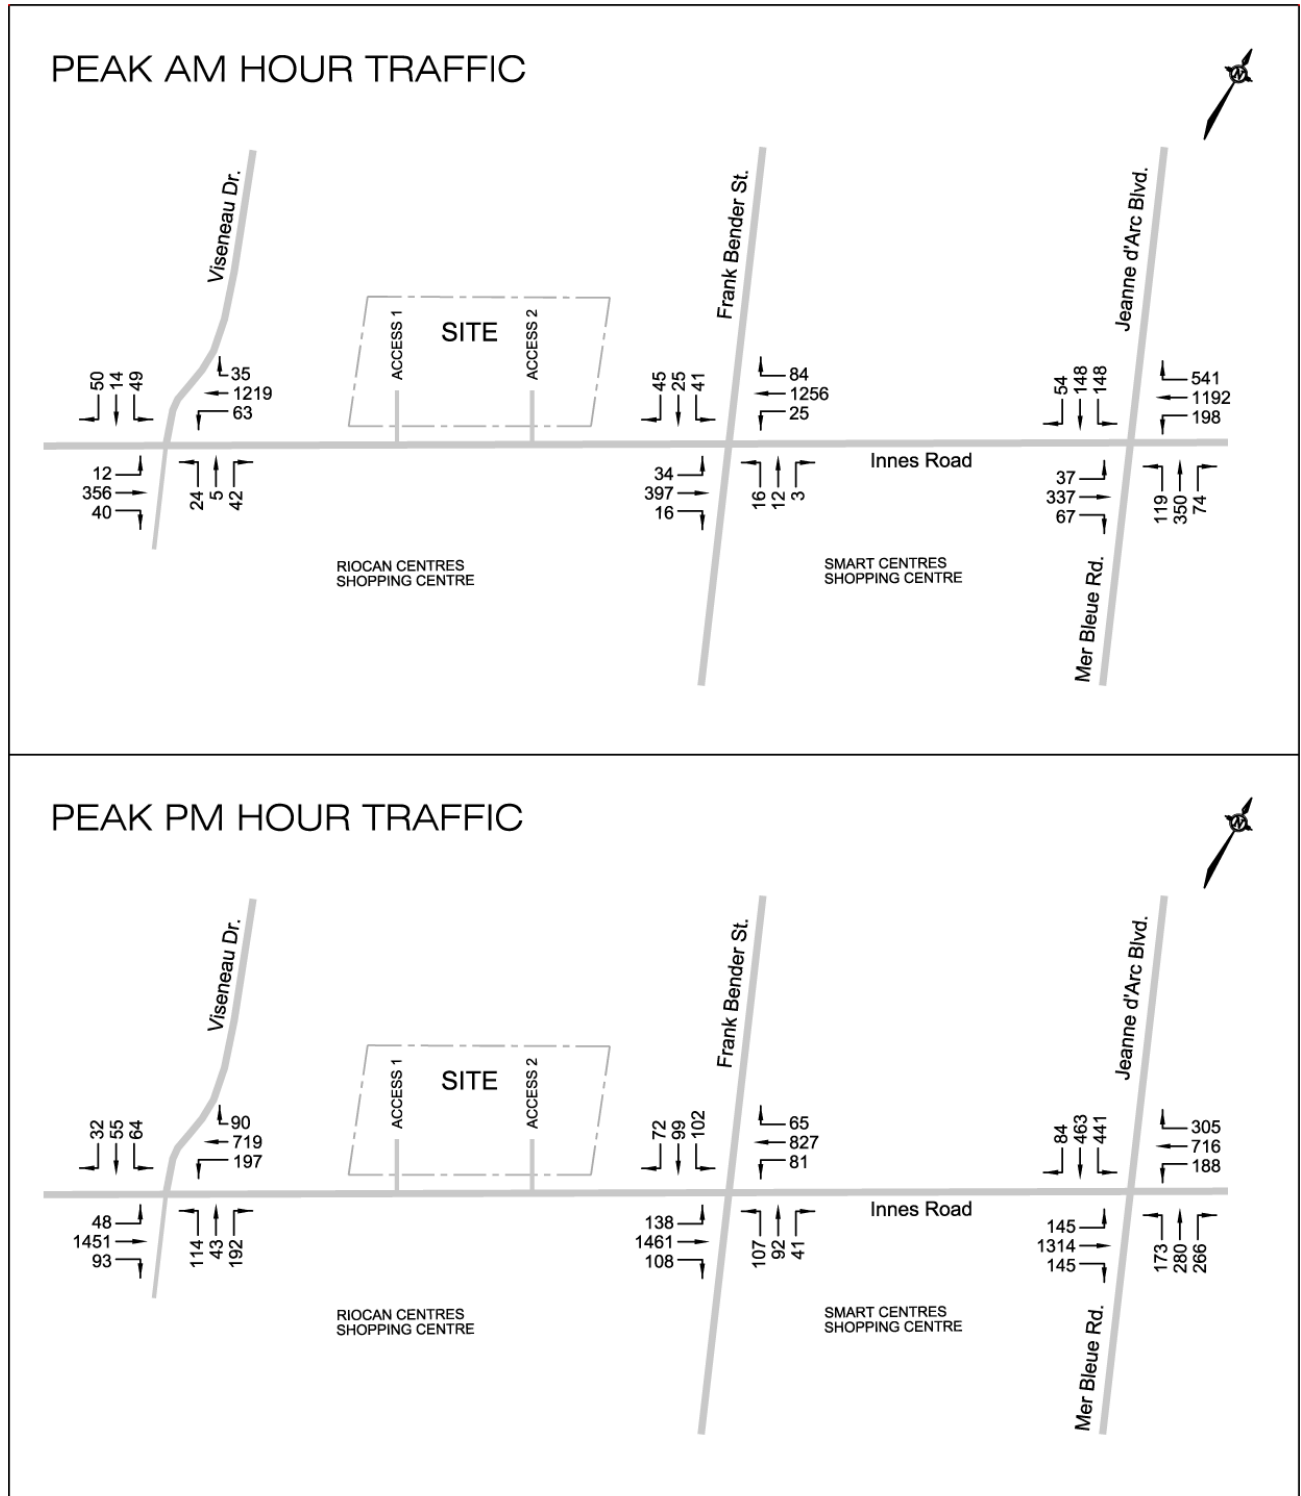 PEAK AM HOUR TRAFFIC
N
Viseneau Dr.
Frank Bender St.
Jeanne d'Arc Blvd.
ACCESS 1
SITE
ACCESS 2
50
14
49
35
1219
63
45
25
41
84
1256
25
54
148
148
541
1192
198
Innes Road
12
356
40
24
5
42
34
397
16
16
12
3
37
337
67
119
350
74
RIOCAN CENTRES
SHOPPING CENTRE
SMART CENTRES
SHOPPING CENTRE
Mer Bleue Rd.
PEAK PM HOUR TRAFFIC
N
Viseneau Dr.
Frank Bender St.
Jeanne d'Arc Blvd.
ACCESS 1
SITE
ACCESS 2
32
55
64
90
719
197
72
99
102
65
827
81
84
463
441
305
716
188
Innes Road
48
1451
93
114
43
192
138
1461
108
107
92
41
145
1314
145
173
280
266
RIOCAN CENTRES
SHOPPING CENTRE
SMART CENTRES
SHOPPING CENTRE
Mer Bleue Rd.